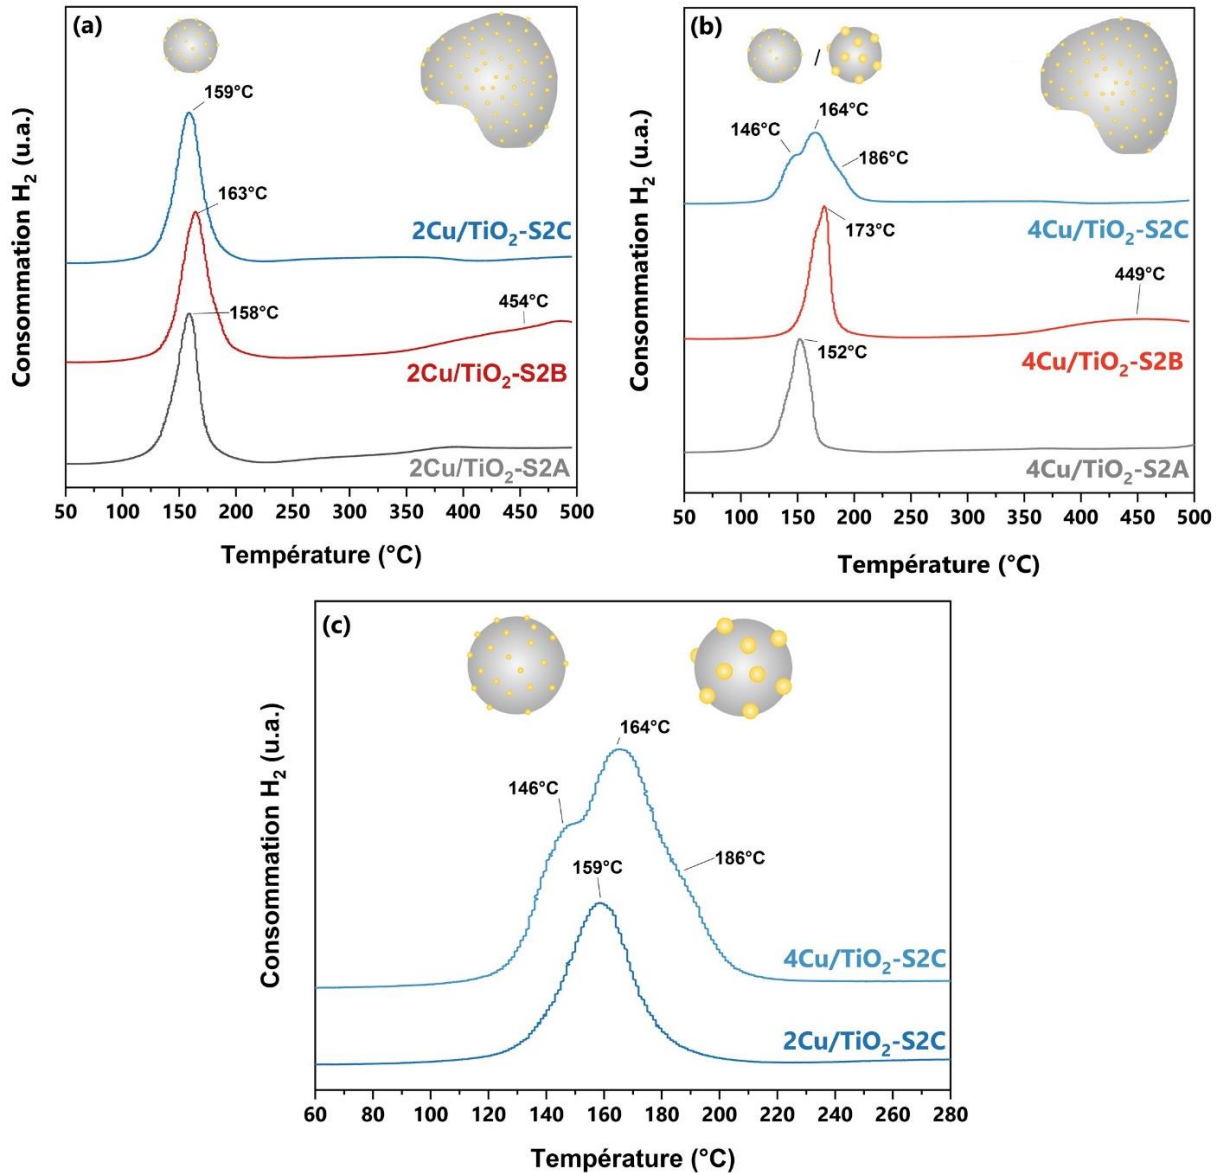 (a)
159°C
163°C
2Cu/TiO₂-S2C
454°C
158°C
2Cu/TiO₂-S2B
2Cu/TiO₂-S2A
50 100 150 200 250 300 350 400 450 500
Température (°C)
Consommation H₂ (u.a.)
(b)
/
164°C
146°C
186°C
4Cu/TiO₂-S2C
173°C
449°C
152°C
4Cu/TiO₂-S2B
4Cu/TiO₂-S2A
50 100 150 200 250 300 350 400 450 500
Température (°C)
Consommation H₂ (u.a.)
(c)
164°C
146°C
186°C
159°C
4Cu/TiO₂-S2C
2Cu/TiO₂-S2C
60 80 100 120 140 160 180 200 220 240 260 280
Température (°C)
Consommation H₂ (u.a.)